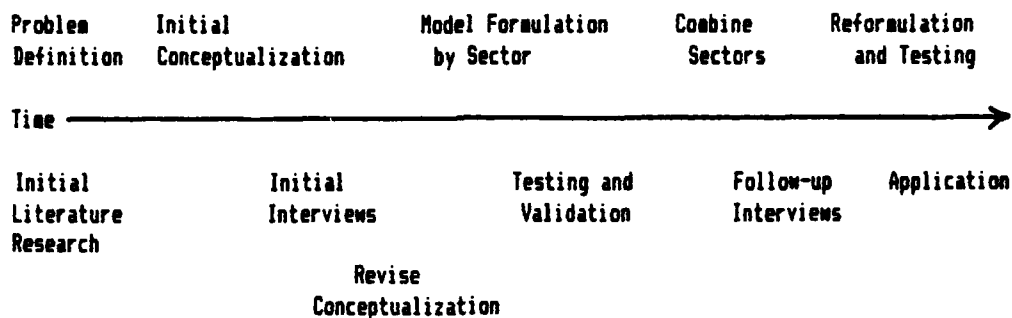 Problem Initial Model Formulation Combine Reformulation
Definition Conceptualization by Sector Sectors and Testing
Time
Initial Initial Testing and Follow-up Application
Literature Interviews Validation Interviews
Research
Revise
Conceptualization